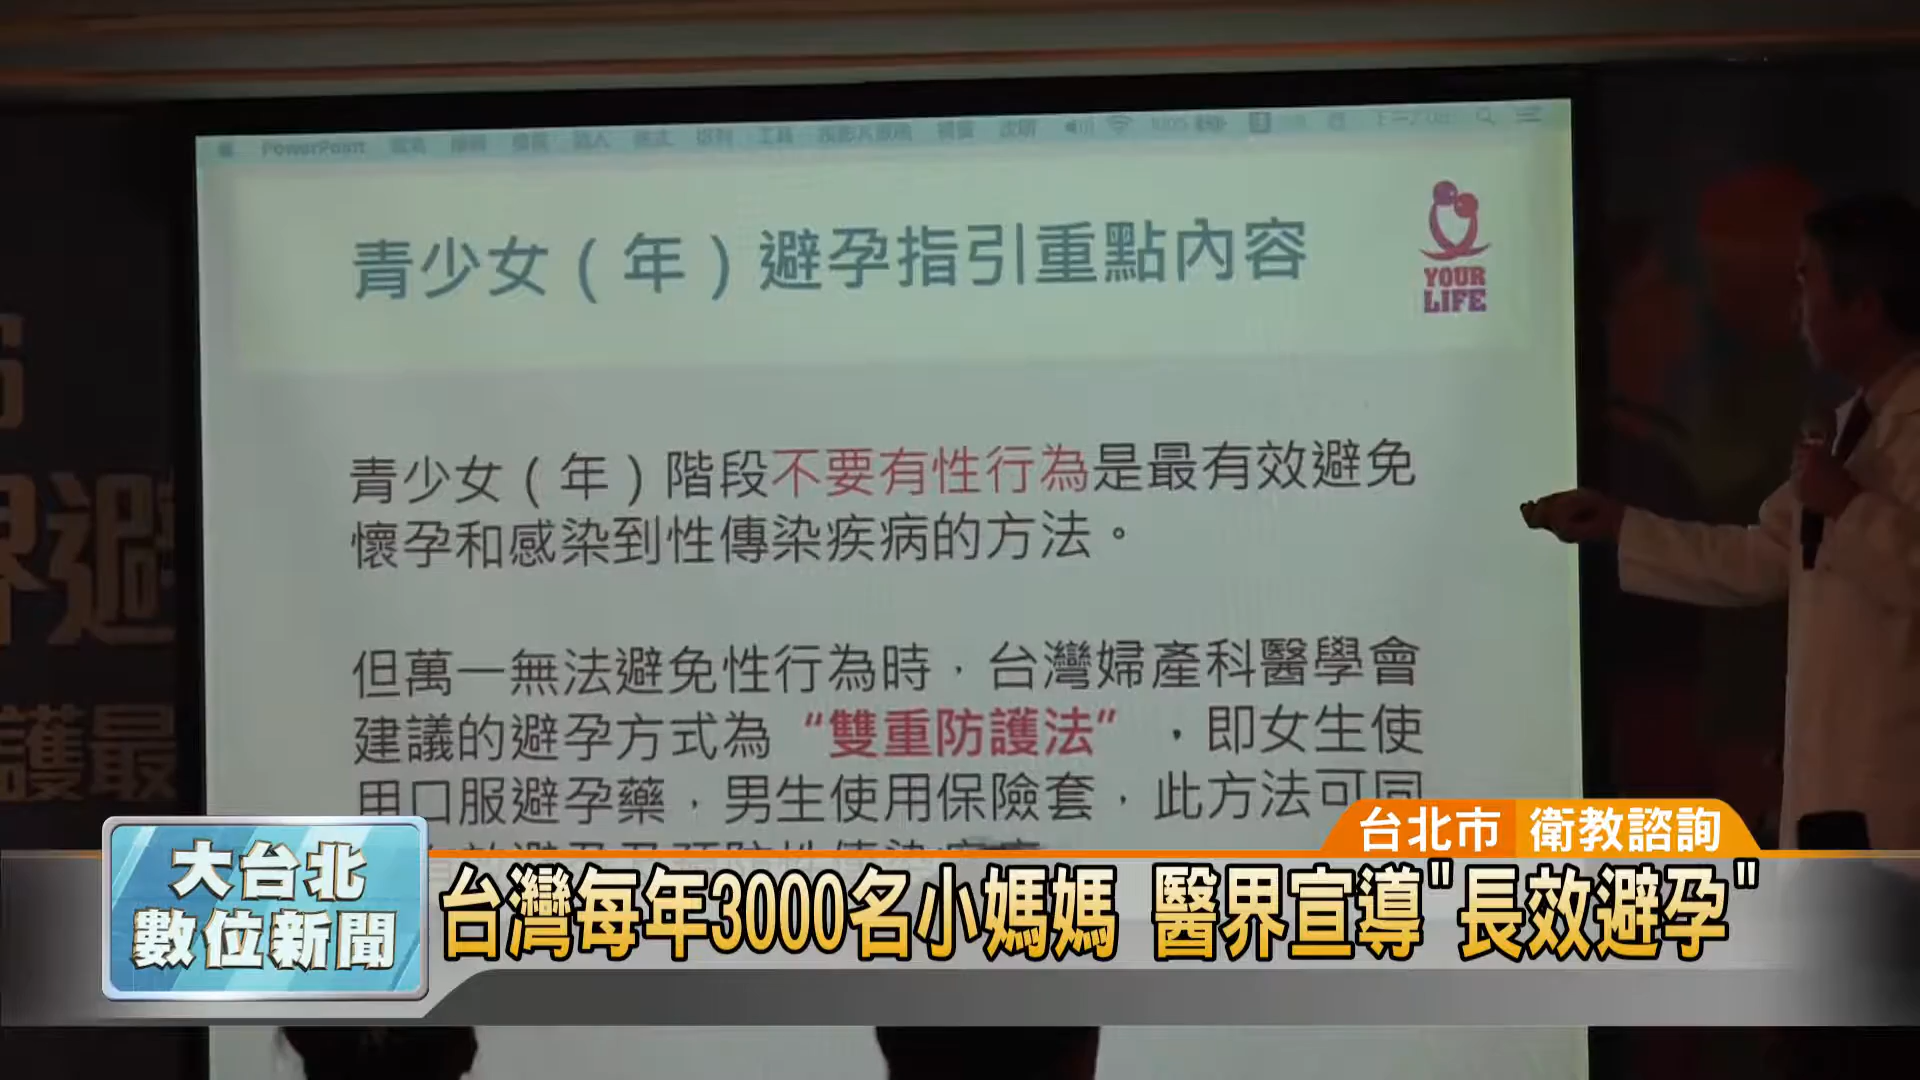 PowerPoint
青少女（年）避孕指引重點內容
YOUR
LIFE
青少女（年）階段不要有性行為是最有效避免
懷孕和感染到性傳染疾病的方法。
但萬一無法避免性行為時，台灣婦產科醫學會
建議的避孕方式為“雙重防護法”，即女生使
用口服避孕藥，男生使用保險套，此方法可同
界避
護最
台北市 衛教諮詢
大台北
數位新聞
台灣每年3000名小媽媽 醫界宣導"長效避孕"